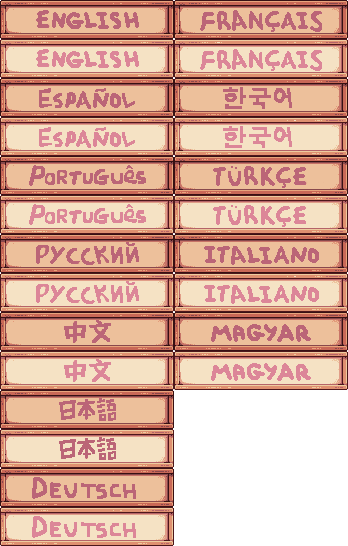 ENGLISH
ENGLISH
ESPAÑOL
ESPAÑOL
PORTUGUÊS
PORTUGUÊS
РУССКИЙ
РУССКИЙ
中文
中文
日本語
日本語
DEUTSCH
DEUTSCH
FRANÇAIS
FRANÇAIS
한국어
한국어
TÜRKÇE
TÜRKÇE
ITALIANO
ITALIANO
MAGYAR
MAGYAR